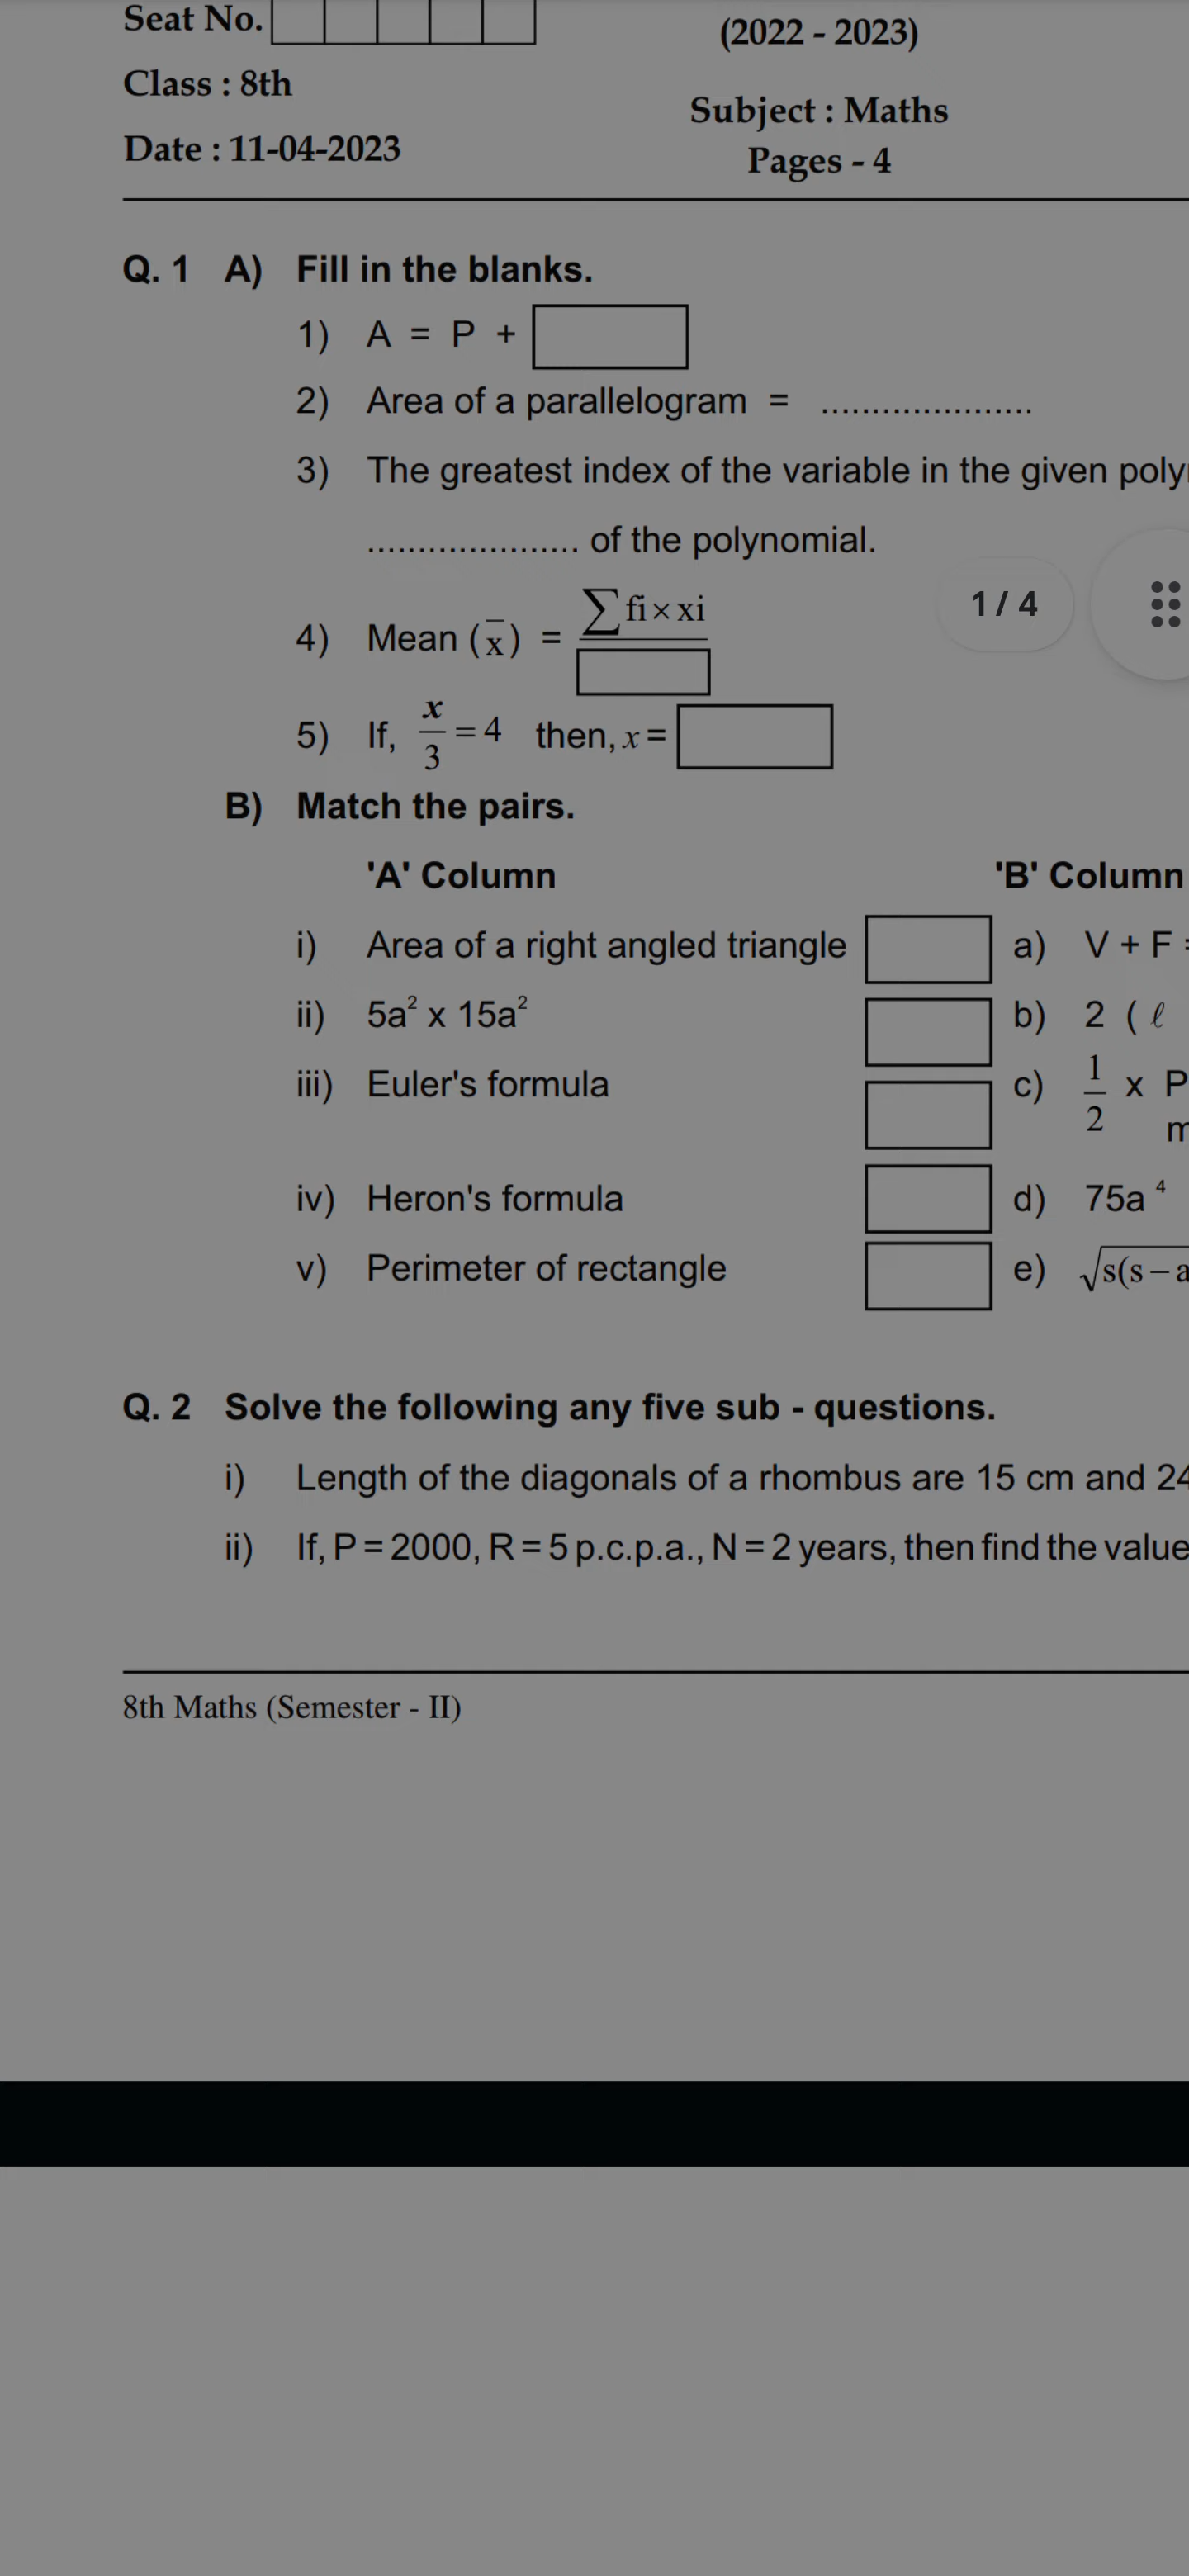 Seat No.
(2022 - 2023)
Class : 8th
Subject : Maths
Date : 11-04-2023
Pages - 4
Q. 1 A) Fill in the blanks.
1) A = P +
2) Area of a parallelogram = .....................
3) The greatest index of the variable in the given
..................... of the polynomial.
1 / 4
4) Mean (x̄) = ∑ fi × xi
5) If, x/3 = 4 then, x =
B) Match the pairs.
'A' Column 'B' Column
i) Area of a right angled triangle a) V + F
ii) 5a² x 15a² b) 2 ( ℓ
iii) Euler's formula c) 1/2 x P
iv) Heron's formula d) 75a ⁴
v) Perimeter of rectangle e) √s(s – a
Q. 2 Solve the following any five sub - questions.
i) Length of the diagonals of a rhombus are 15 cm and 24
ii) If, P = 2000, R = 5 p.c.p.a., N = 2 years, then find the value
8th Maths (Semester - II)